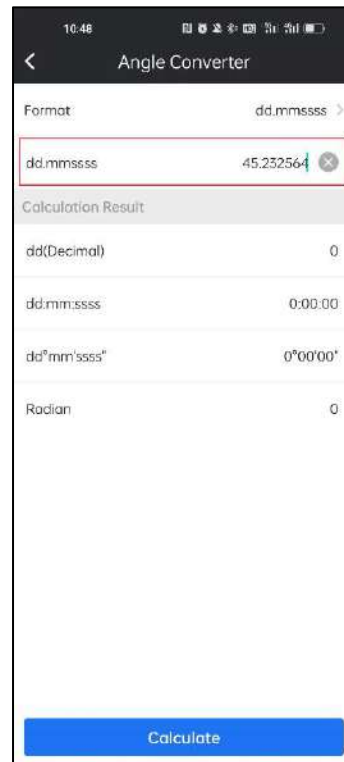 10:48
Angle Converter
Format dd.mmssss
dd.mmssss 45.232564
Calculation Result
dd(Decimal) 0
dd:mm:ssss 0:00:00
dd°mm'ssss" 0°00'00"
Radian 0
Calculate